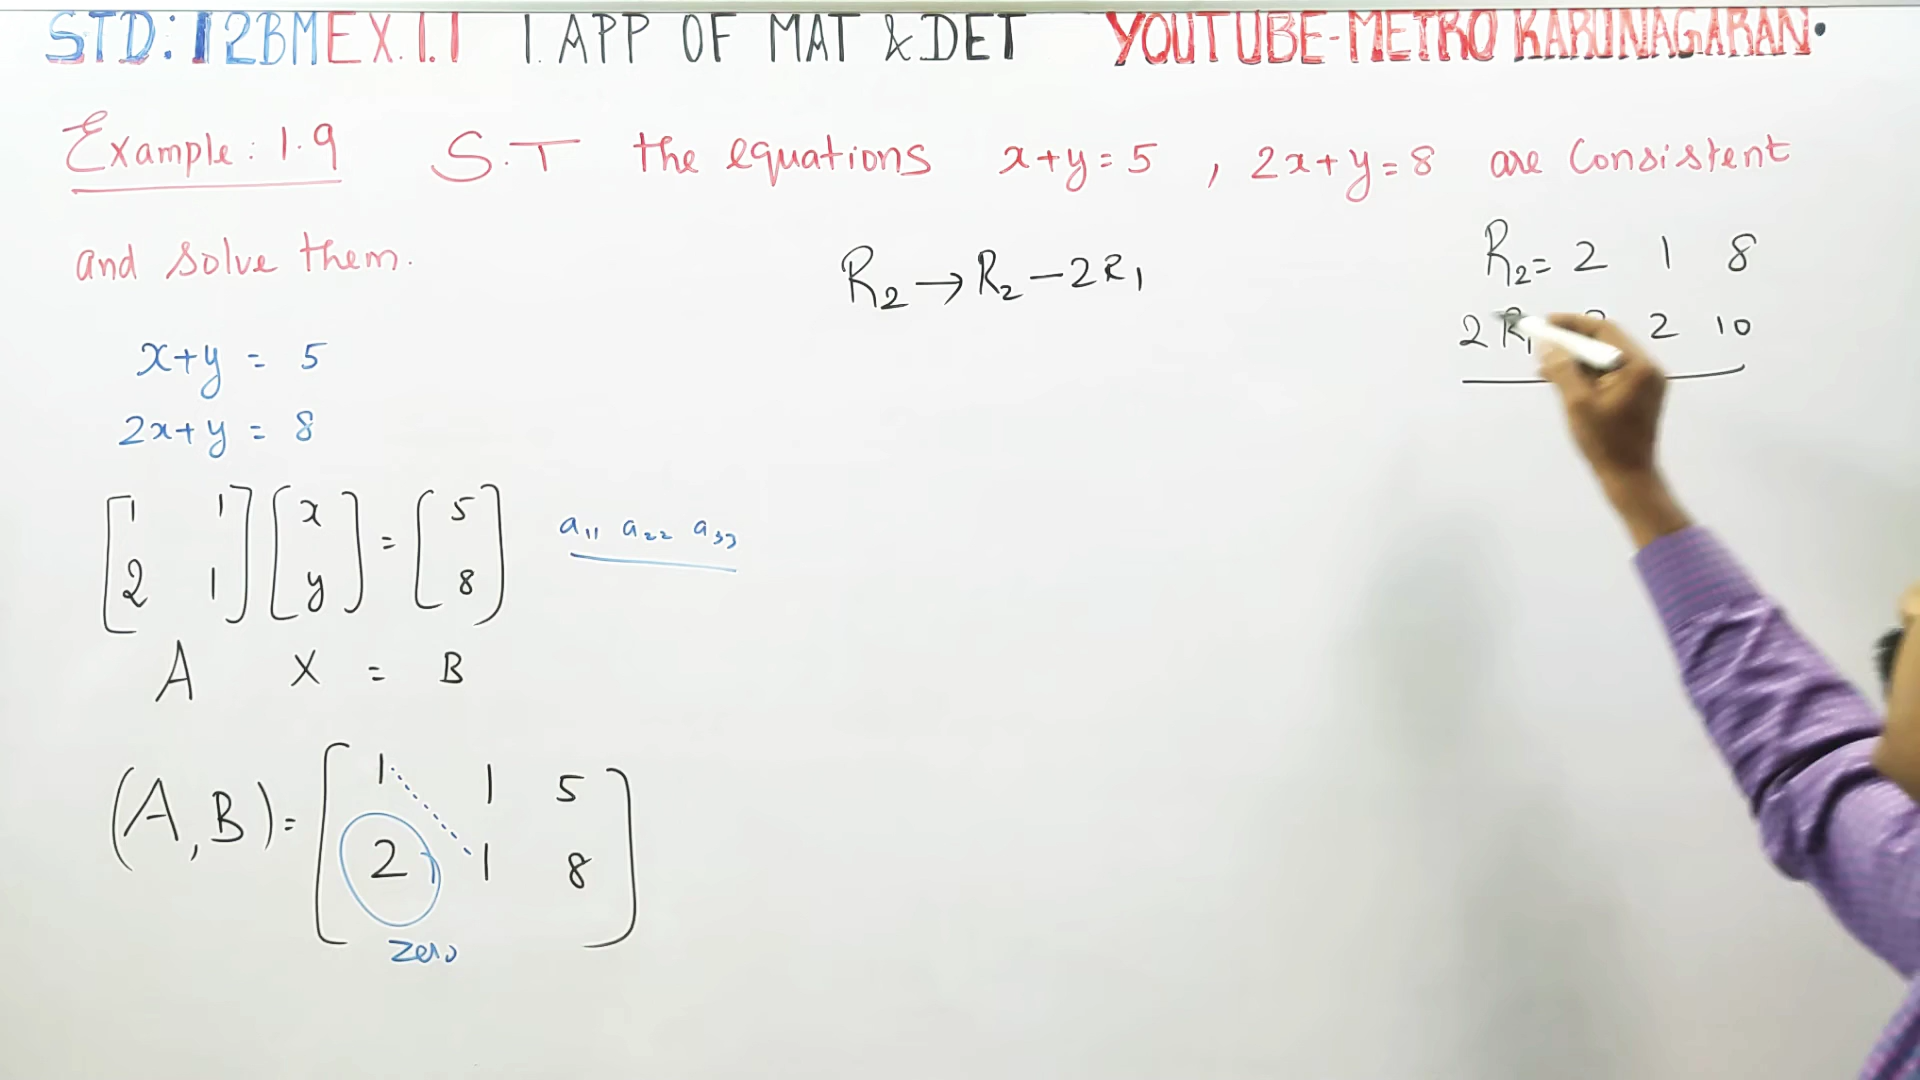 STD: 12BM EX.1.1 1. APP OF MAT & DET YOUTUBE-METRO KARUNAGARAN.
Example: 1.9 S.T the equations x+y=5 , 2x+y=8 are Consistent
and solve them.
x+y = 5
2x+y = 8
[1 1] [x] = [5]
[2 1] [y] [8]
a₁₁ a₂₂ a₃₃
A X = B
(A,B)= [1 1 5]
[2 1 8]
zero
R₂→R₂−2R₁
R₂= 2 1 8
2R₁ 2 10